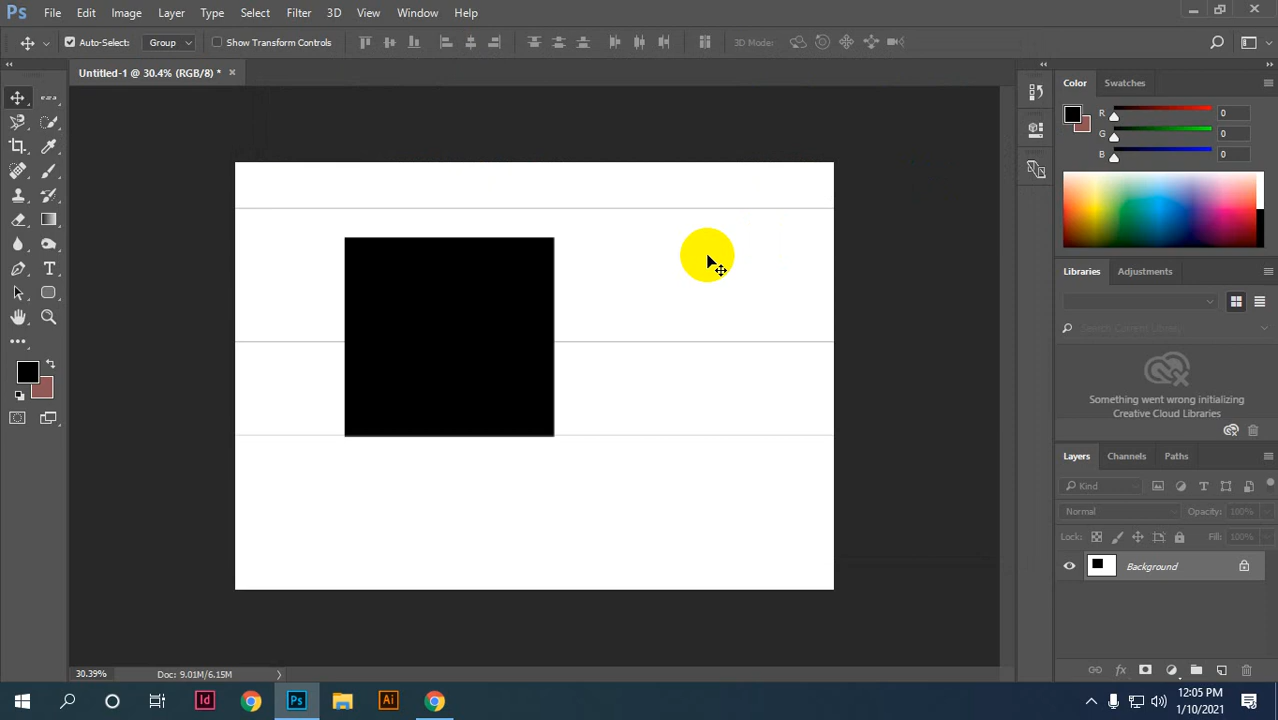 Ps File Edit Image Layer Type Select Filter 3D View Window Help
Auto-Select: Group Show Transform Controls 3D Mode:
Untitled-1 @ 30.4% (RGB/8) * ×
Color Swatches
R 0
G 0
B 0
Libraries Adjustments
Search Current Library
Something went wrong initializing
Creative Cloud Libraries
Layers Channels Paths
Kind
Normal Opacity: 100%
Lock: Fill: 100%
Background
30.39% Doc: 9.01M/6.15M
Id Ps Ai
12:05 PM
1/10/2021